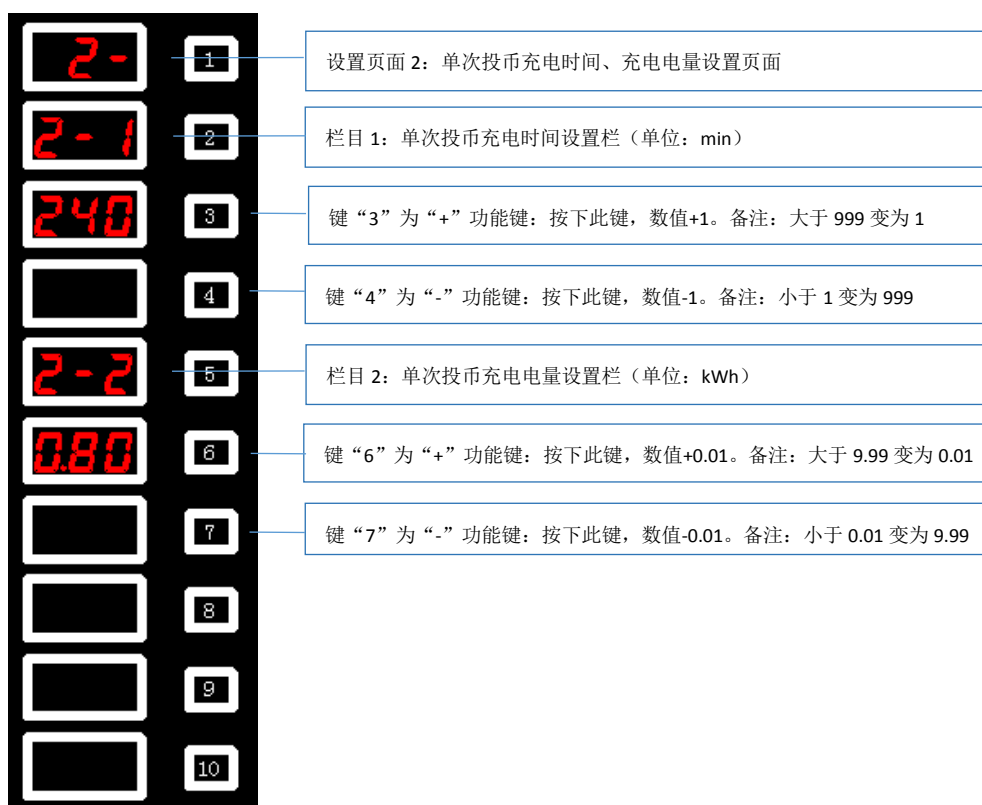 2- 1 设置页面 2：单次投币充电时间、充电电量设置页面
2-1 2 栏目 1：单次投币充电时间设置栏（单位：min）
240 3 键“3”为“+”功能键：按下此键，数值+1。备注：大于 999 变为 1
4 键“4”为“-”功能键：按下此键，数值-1。备注：小于 1 变为 999
2-2 5 栏目 2：单次投币充电电量设置栏（单位：kWh）
0.80 6 键“6”为“+”功能键：按下此键，数值+0.01。备注：大于 9.99 变为 0.01
7 键“7”为“-”功能键：按下此键，数值-0.01。备注：小于 0.01 变为 9.99
8
9
10